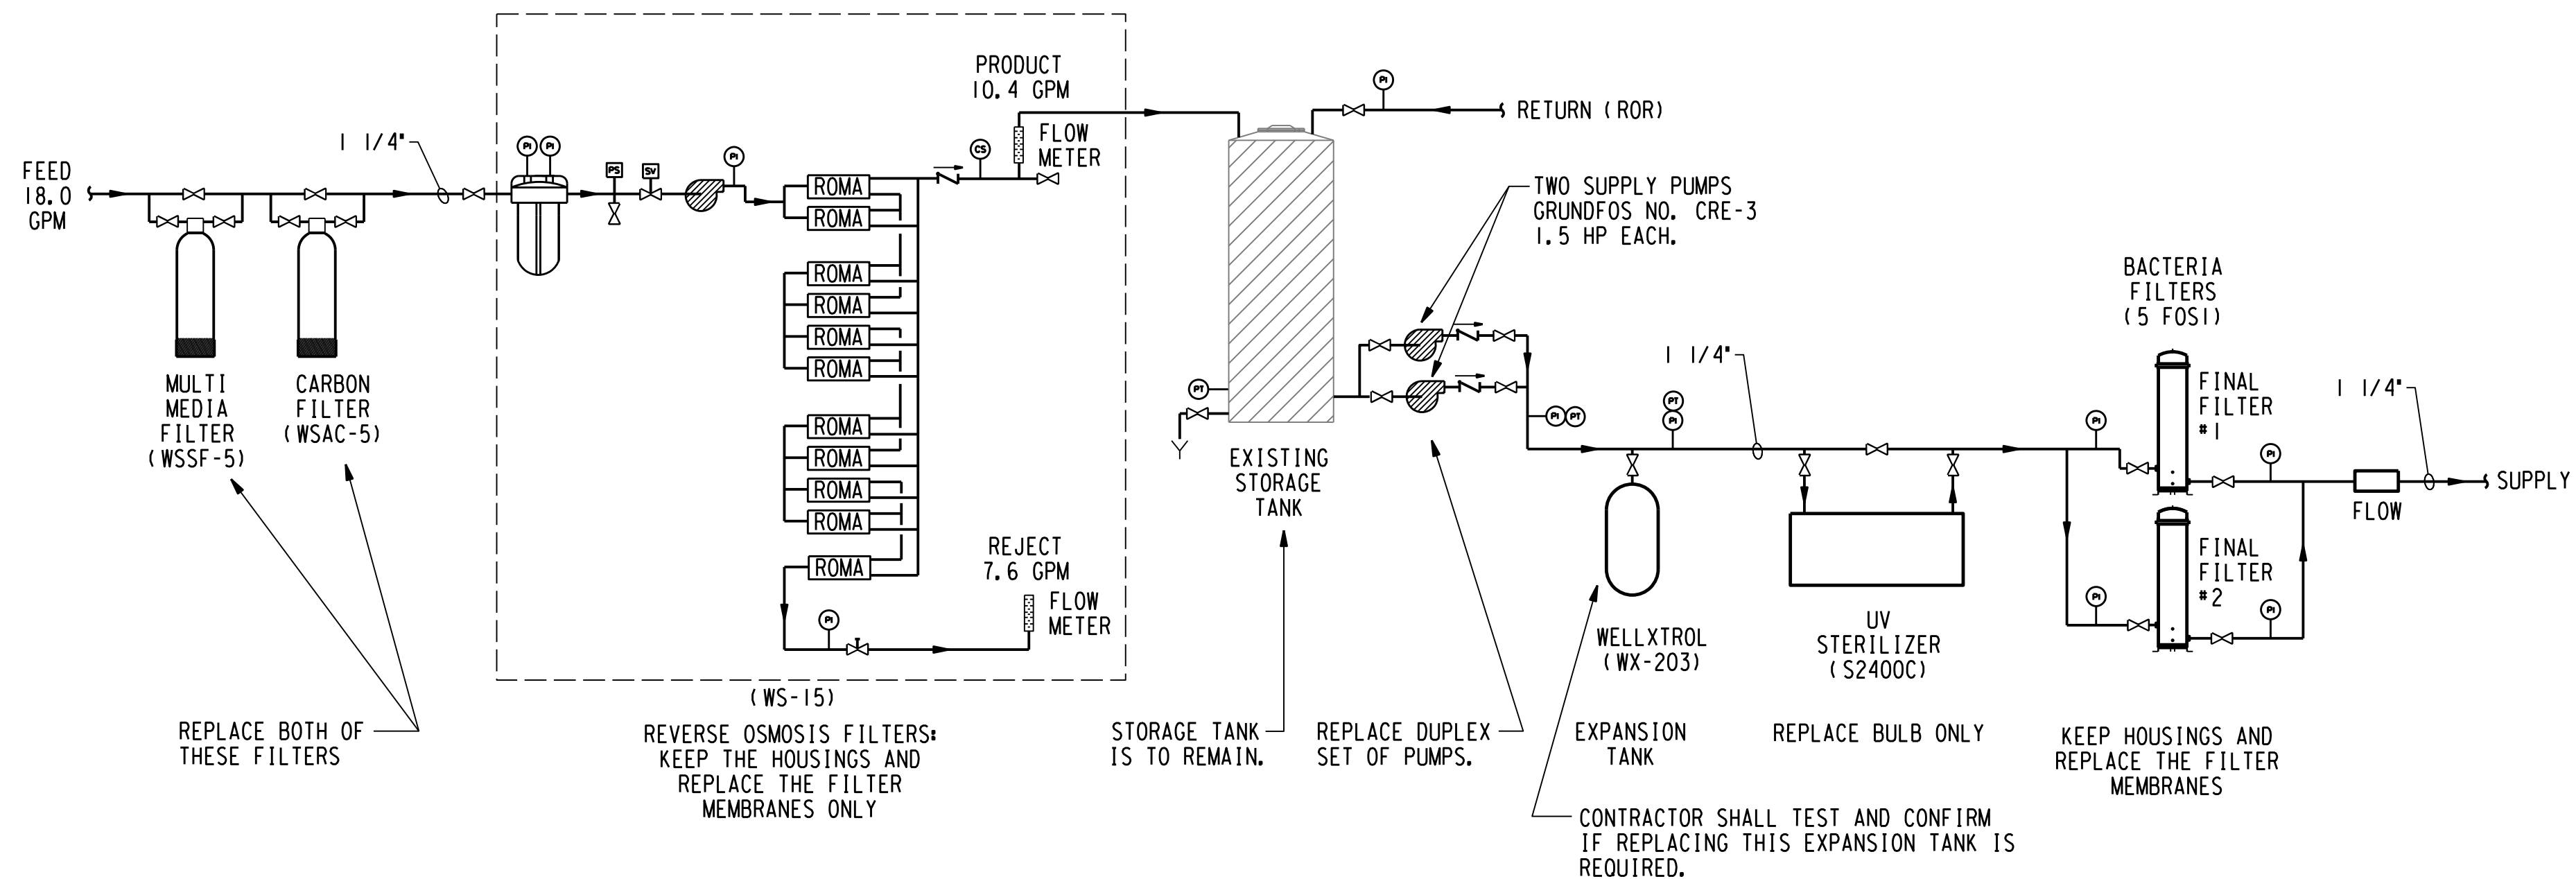 FEED
18.0
GPM
1 1/4"
MULTI
MEDIA
FILTER
(WSSF-5)
CARBON
FILTER
(WSAC-5)
REPLACE BOTH OF
THESE FILTERS
PI
PI
PS
SV
PI
ROMA
ROMA
ROMA
ROMA
ROMA
ROMA
ROMA
ROMA
ROMA
ROMA
ROMA
CS
PRODUCT
10.4 GPM
FLOW
METER
REJECT
7.6 GPM
FLOW
METER
PI
(WS-15)
REVERSE OSMOSIS FILTERS:
KEEP THE HOUSINGS AND
REPLACE THE FILTER
MEMBRANES ONLY
PI
RETURN (ROR)
TWO SUPPLY PUMPS
GRUNDFOS NO. CRE-3
1.5 HP EACH.
PT
EXISTING
STORAGE
TANK
STORAGE TANK
IS TO REMAIN.
REPLACE DUPLEX
SET OF PUMPS.
PI PT
PT
PI
1 1/4"
WELLXTROL
(WX-203)
EXPANSION
TANK
CONTRACTOR SHALL TEST AND CONFIRM
IF REPLACING THIS EXPANSION TANK IS
REQUIRED.
UV
STERILIZER
(S2400C)
REPLACE BULB ONLY
BACTERIA
FILTERS
(5 FOS1)
PI
FINAL
FILTER
#1
PI
PI
FINAL
FILTER
#2
PI
KEEP HOUSINGS AND
REPLACE THE FILTER
MEMBRANES
1 1/4"
FLOW
SUPPLY